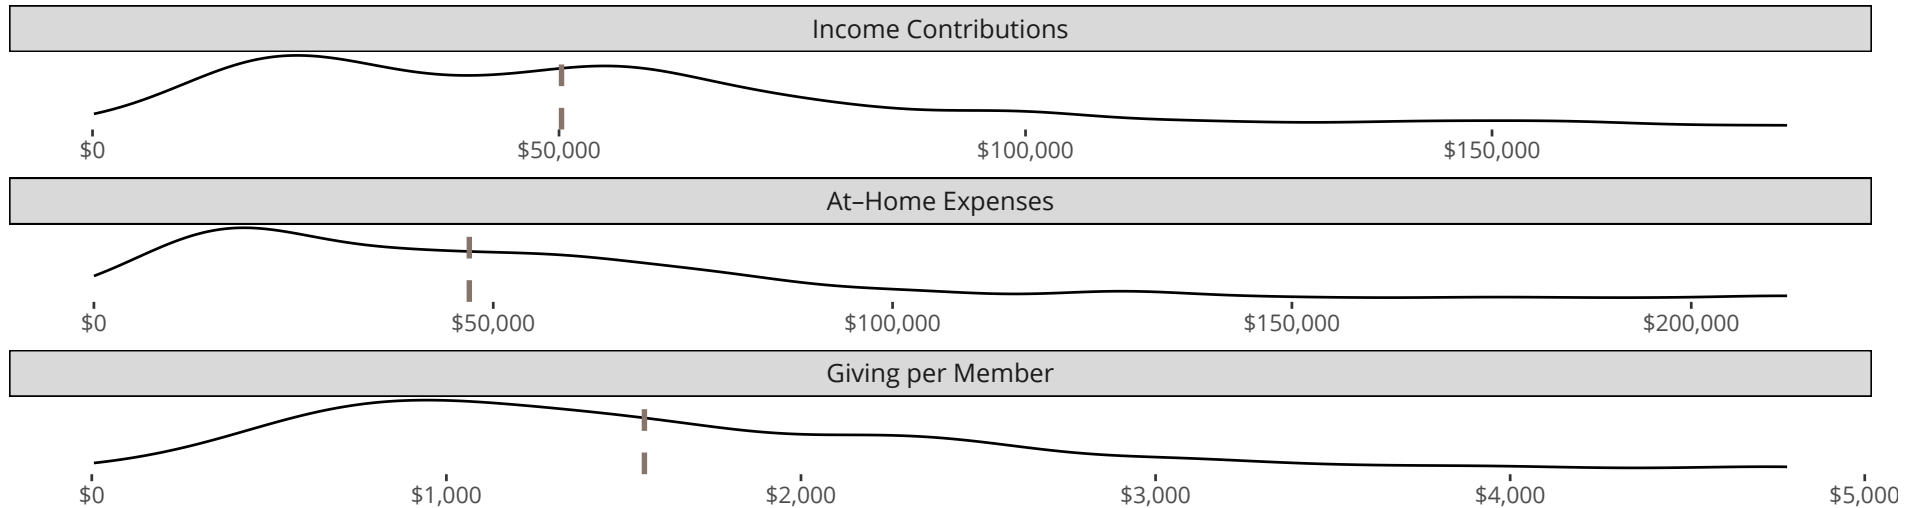 Income Contributions
$0 $50,000 $100,000 $150,000
At–Home Expenses
$0 $50,000 $100,000 $150,000 $200,000
Giving per Member
$0 $1,000 $2,000 $3,000 $4,000 $5,000